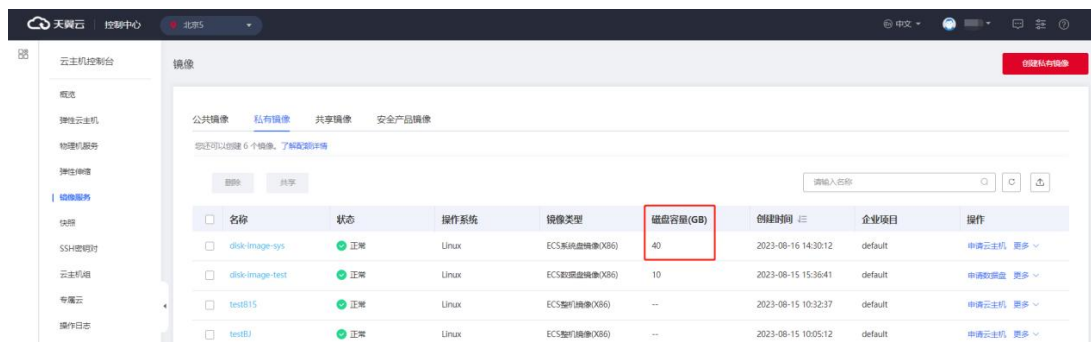 天翼云 控制中心 北京5 中文
云主机控制台
概览
弹性云主机
物理机服务
弹性伸缩
镜像服务
快照
SSH密钥对
云主机组
专属云
操作日志
镜像 创建私有镜像
公共镜像 私有镜像 共享镜像 安全产品镜像
您还可以创建 6 个镜像。了解配额详情
删除 共享 请输入名称
名称 状态 操作系统 镜像类型 磁盘容量(GB) 创建时间 企业项目 操作
disk-image-sys 正常 Linux ECS系统盘镜像(X86) 40 2023-08-16 14:30:12 default 申请云主机 更多
disk-image-test 正常 Linux ECS数据盘镜像(X86) 10 2023-08-15 15:36:41 default 申请数据盘 更多
test815 正常 Linux ECS整机镜像(X86) -- 2023-08-15 10:32:37 default 申请云主机 更多
testBJ 正常 Linux ECS整机镜像(X86) -- 2023-08-15 10:05:12 default 申请云主机 更多